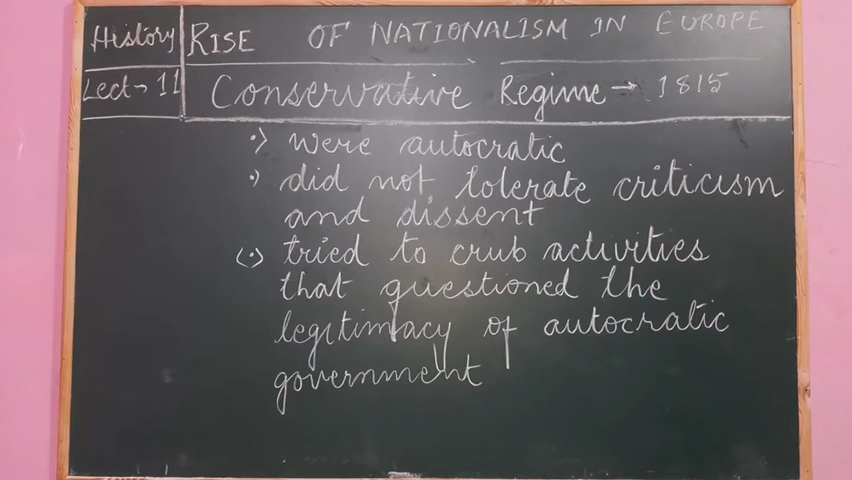 History RISE OF NATIONALISM IN EUROPE
Lect→11 Conservative Regime→1815
·) were autocratic
·) did not tolerate criticism
and dissent
(·) tried to crub activities
that questioned the
legitimacy of autocratic
government